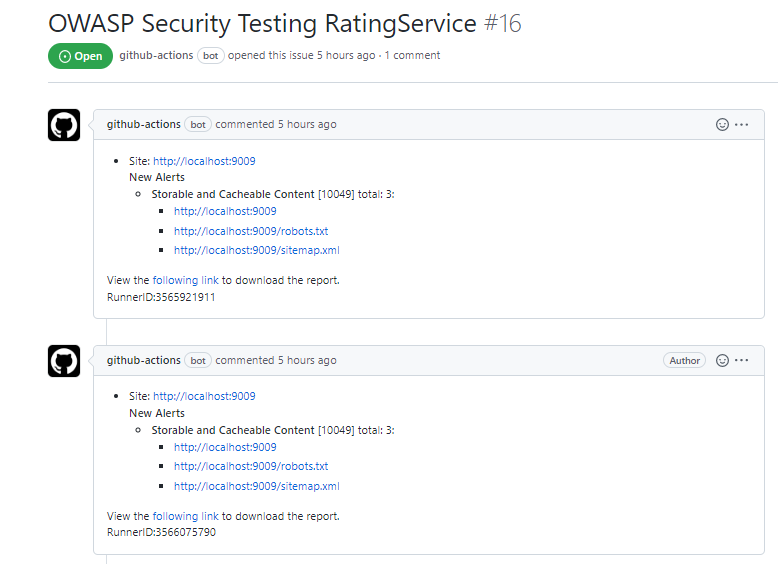 OWASP Security Testing RatingService #16
Open github-actions bot opened this issue 5 hours ago · 1 comment
github-actions bot commented 5 hours ago
Site: http://localhost:9009
New Alerts
Storable and Cacheable Content [10049] total: 3:
http://localhost:9009
http://localhost:9009/robots.txt
http://localhost:9009/sitemap.xml
View the following link to download the report.
RunnerID:3565921911
github-actions bot commented 5 hours ago Author
Site: http://localhost:9009
New Alerts
Storable and Cacheable Content [10049] total: 3:
http://localhost:9009
http://localhost:9009/robots.txt
http://localhost:9009/sitemap.xml
View the following link to download the report.
RunnerID:3566075790